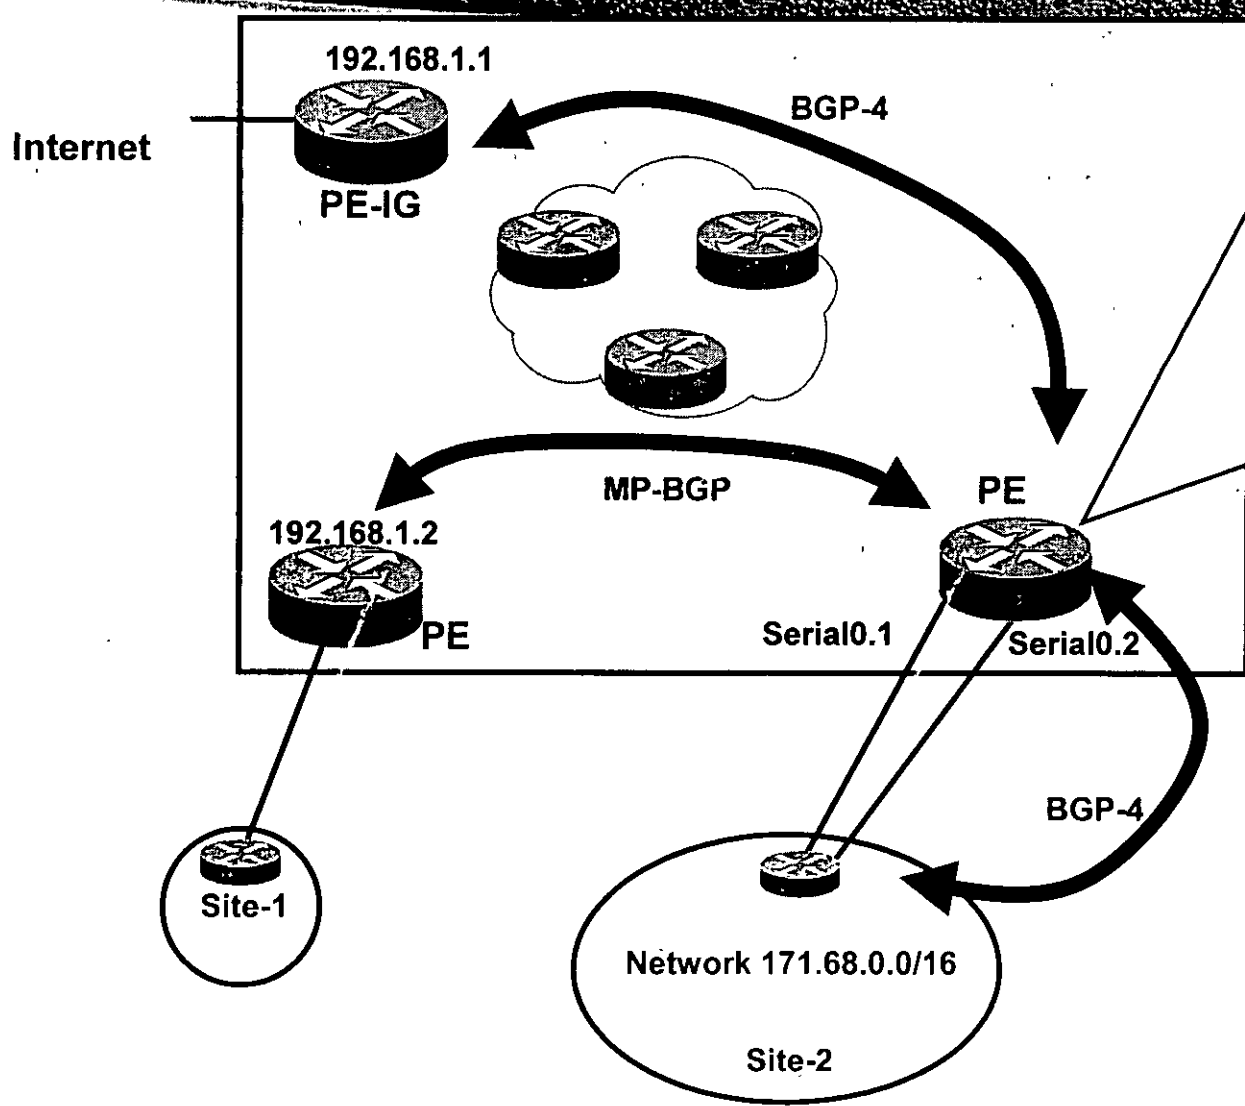 192.168.1.1
BGP-4
Internet
PE-IG
MP-BGP
PE
192.168.1.2
PE
Serial0.1
Serial0.2
BGP-4
Site-1
Network 171.68.0.0/16
Site-2